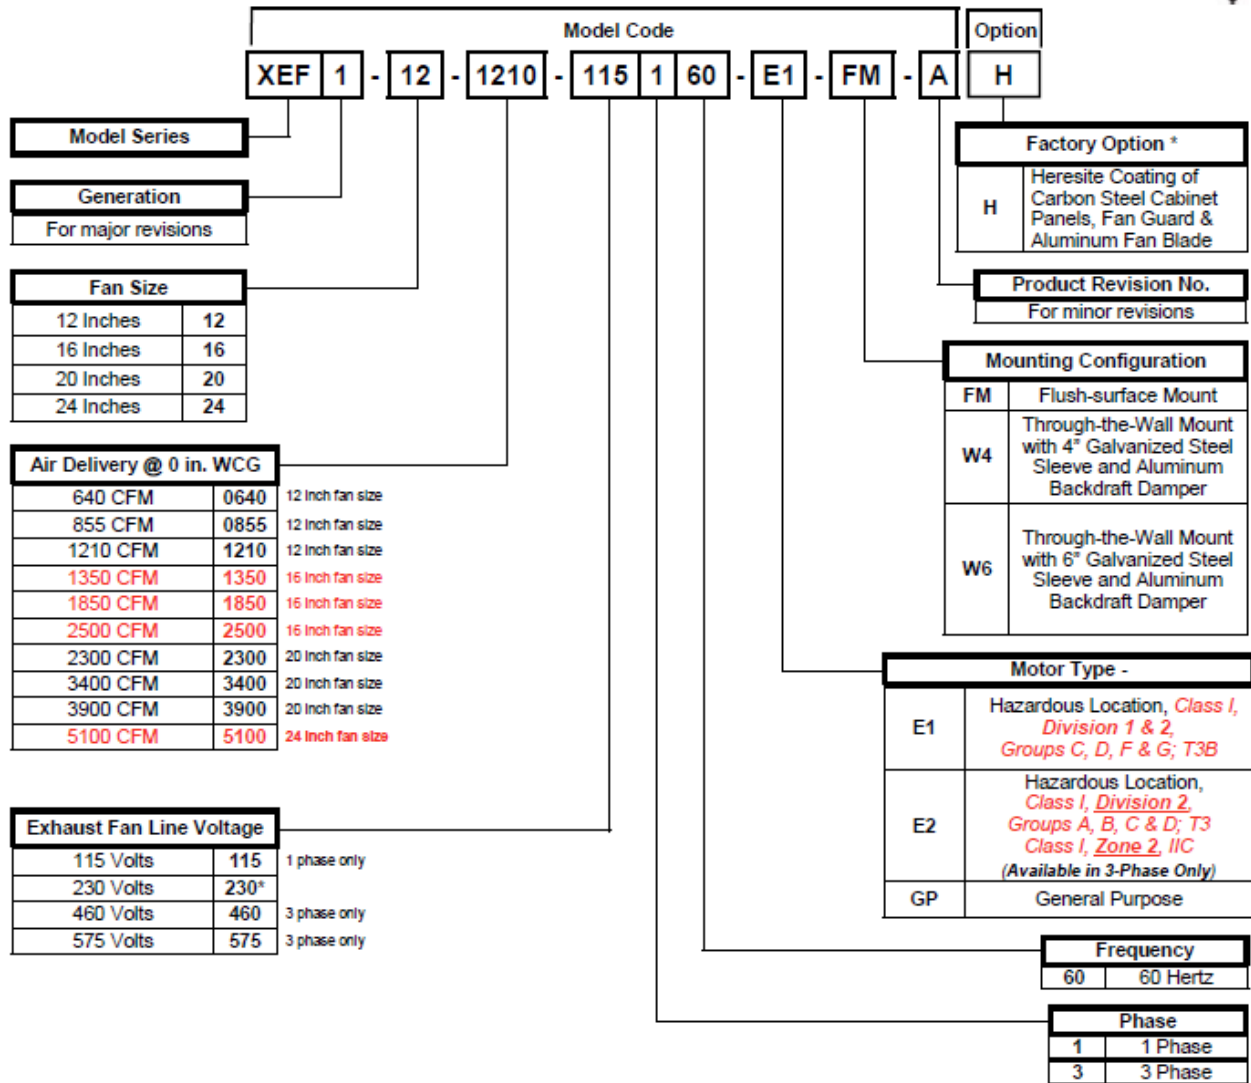 Model Code
Option
XEF 1 - 12 - 1210 - 115 1 60 - E1 - FM - A H
Model Series
Generation
For major revisions
Fan Size
12 Inches 12
16 Inches 16
20 Inches 20
24 Inches 24
Air Delivery @ 0 in. WCG
640 CFM 0640 12 inch fan size
855 CFM 0855 12 inch fan size
1210 CFM 1210 12 inch fan size
1350 CFM 1350 16 inch fan size
1850 CFM 1850 16 inch fan size
2500 CFM 2500 16 inch fan size
2300 CFM 2300 20 inch fan size
3400 CFM 3400 20 inch fan size
3900 CFM 3900 20 inch fan size
5100 CFM 5100 24 inch fan size
Exhaust Fan Line Voltage
115 Volts 115 1 phase only
230 Volts 230*
460 Volts 460 3 phase only
575 Volts 575 3 phase only
Factory Option *
H
Heresite Coating of
Carbon Steel Cabinet
Panels, Fan Guard &
Aluminum Fan Blade
Product Revision No.
For minor revisions
Mounting Configuration
FM Flush-surface Mount
W4
Through-the-Wall Mount
with 4" Galvanized Steel
Sleeve and Aluminum
Backdraft Damper
W6
Through-the-Wall Mount
with 6" Galvanized Steel
Sleeve and Aluminum
Backdraft Damper
Motor Type -
E1
Hazardous Location, Class I,
Division 1 & 2,
Groups C, D, F & G; T3B
E2
Hazardous Location,
Class I, Division 2,
Groups A, B, C & D; T3
Class I, Zone 2, IIC
(Available in 3-Phase Only)
GP General Purpose
Frequency
60 60 Hertz
Phase
1 1 Phase
3 3 Phase